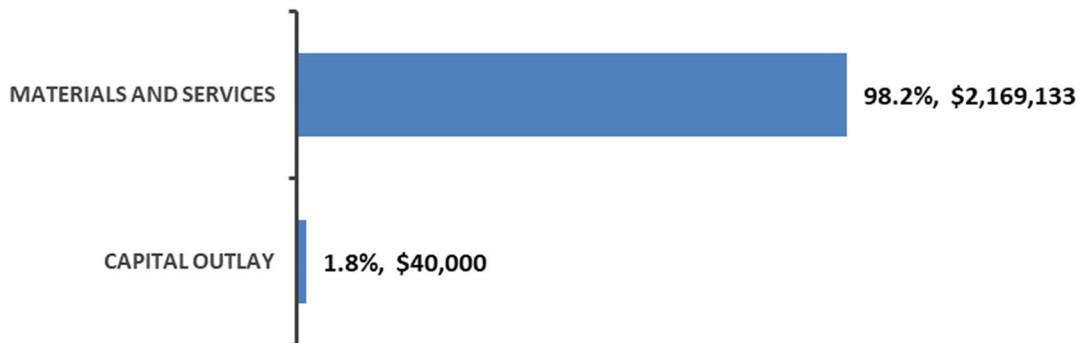 MATERIALS AND SERVICES 98.2%, $2,169,133
CAPITAL OUTLAY 1.8%, $40,000